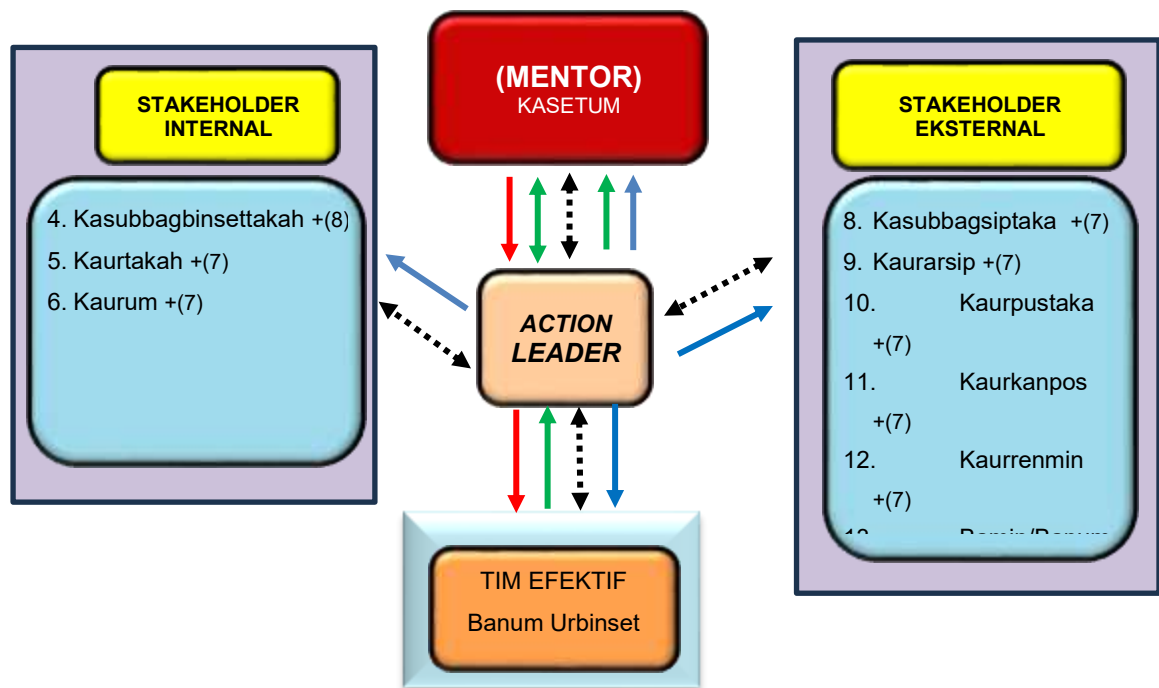 (MENTOR)
KASETUM
STAKEHOLDER
INTERNAL
4. Kasubbagbinsettakah +(8)
5. Kaurtakah +(7)
6. Kaurum +(7)
STAKEHOLDER
EKSTERNAL
8. Kasubbagsiptaka +(7)
9. Kaurarsip +(7)
10. Kaurpustaka
+(7)
11. Kaurkanpos
+(7)
12. Kaurrenmin
+(7)
ACTION
LEADER
TIM EFEKTIF
Banum Urbinset